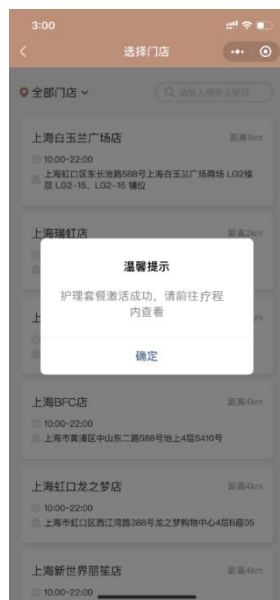 3:00
选择门店
全部门店
上海白玉兰广场店
距离1km
10:00-22:00
上海虹口区东长治路588号上海白玉兰广场商场 LG2楼
层 LG2-15、LG2-16 铺位
上海瑞虹店
距离2km
温馨提示
护理套餐激活成功，请前往疗程
内查看
确定
上海BFC店
距离4km
10:00-22:00
上海市黄浦区中山东二路588号地上4层S410号
上海虹口龙之梦店
距离4km
10:00-22:00
上海市虹口区西江湾路388号龙之梦购物中心4层B座05
上海新世界丽笙店
距离4km
10:00-22:00